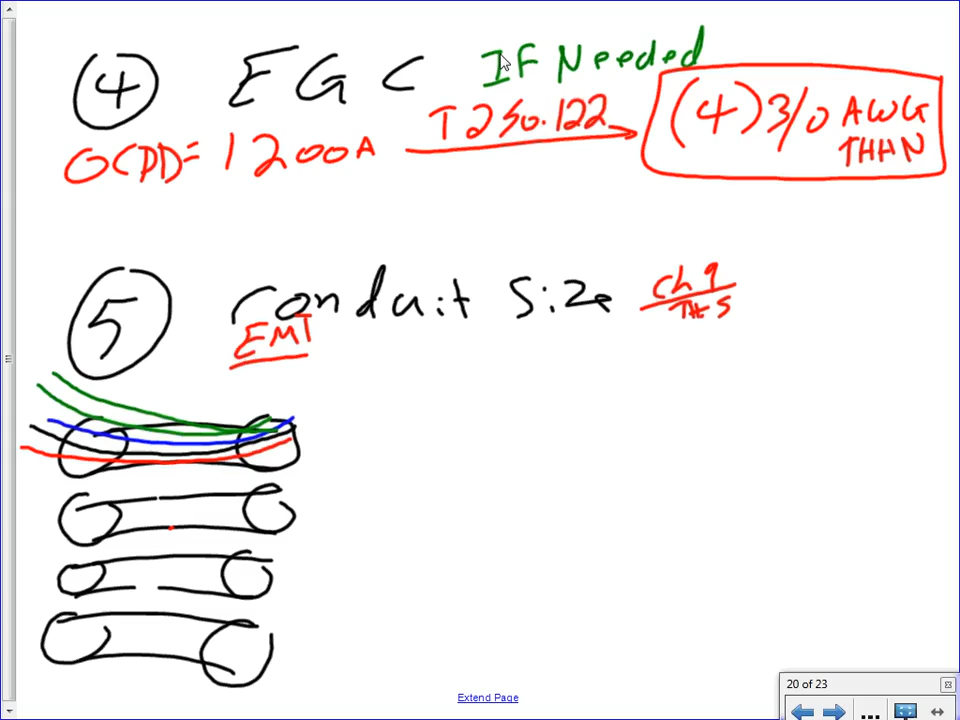 4 EGC IF Needed
OCPD = 1200A T250.122 (4) 3/0 AWG
THHN
5 Conduit Size Ch 9
TH 5
EMT
Extend Page
20 of 23
...